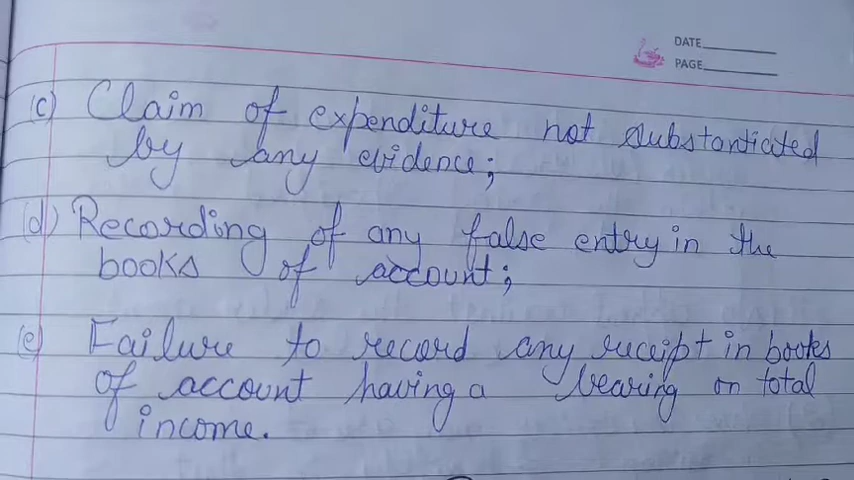 DATE
PAGE
(c) Claim of expenditure not substanticated
by any evidence;
(d) Recording of any false entry in the
books of account;
(e) Failure to record any receipt in books
of account having a bearing on total
income.